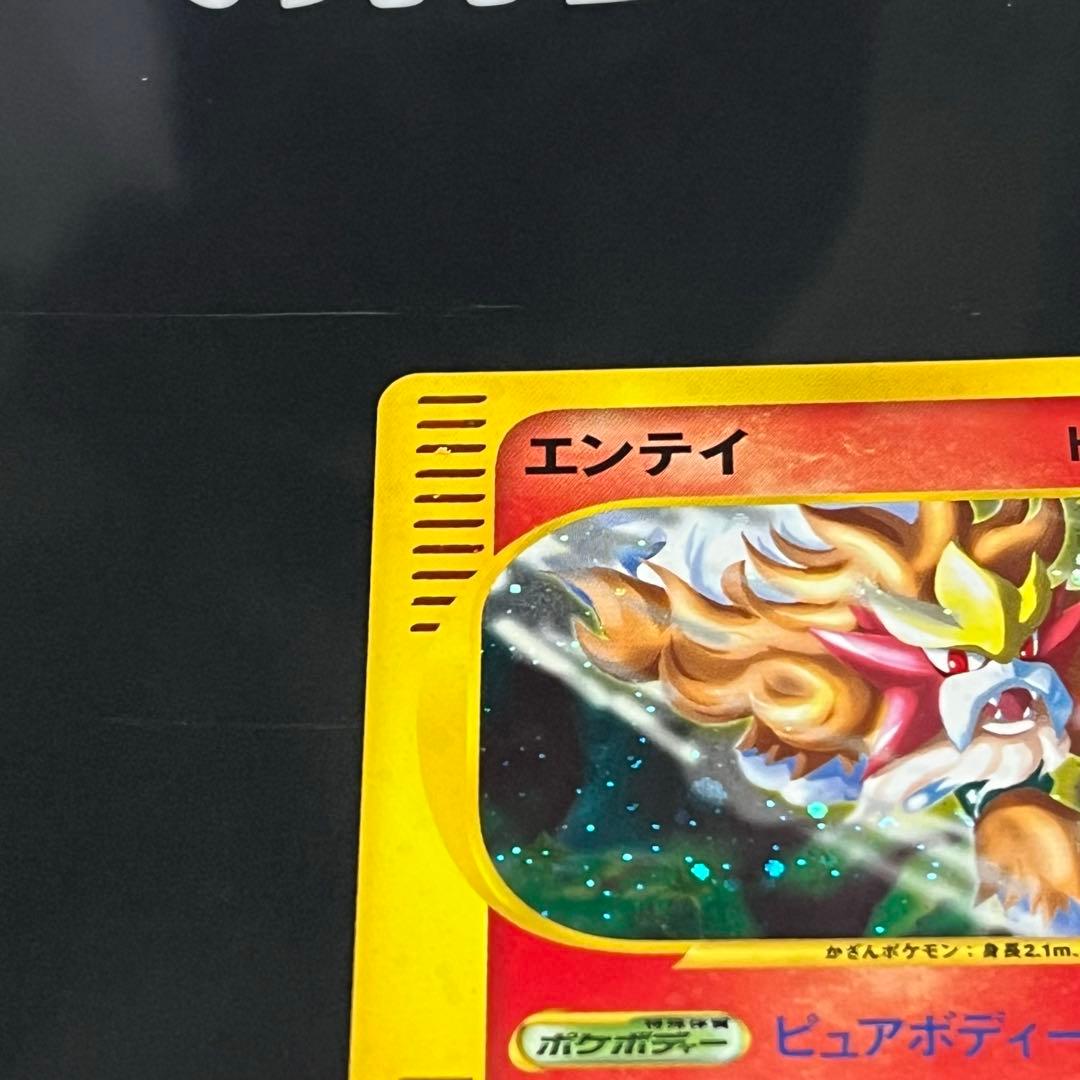 エンテイ
かざんポケモン：身長2.1m、
特殊体質
ポケボディー
ピュアボディー